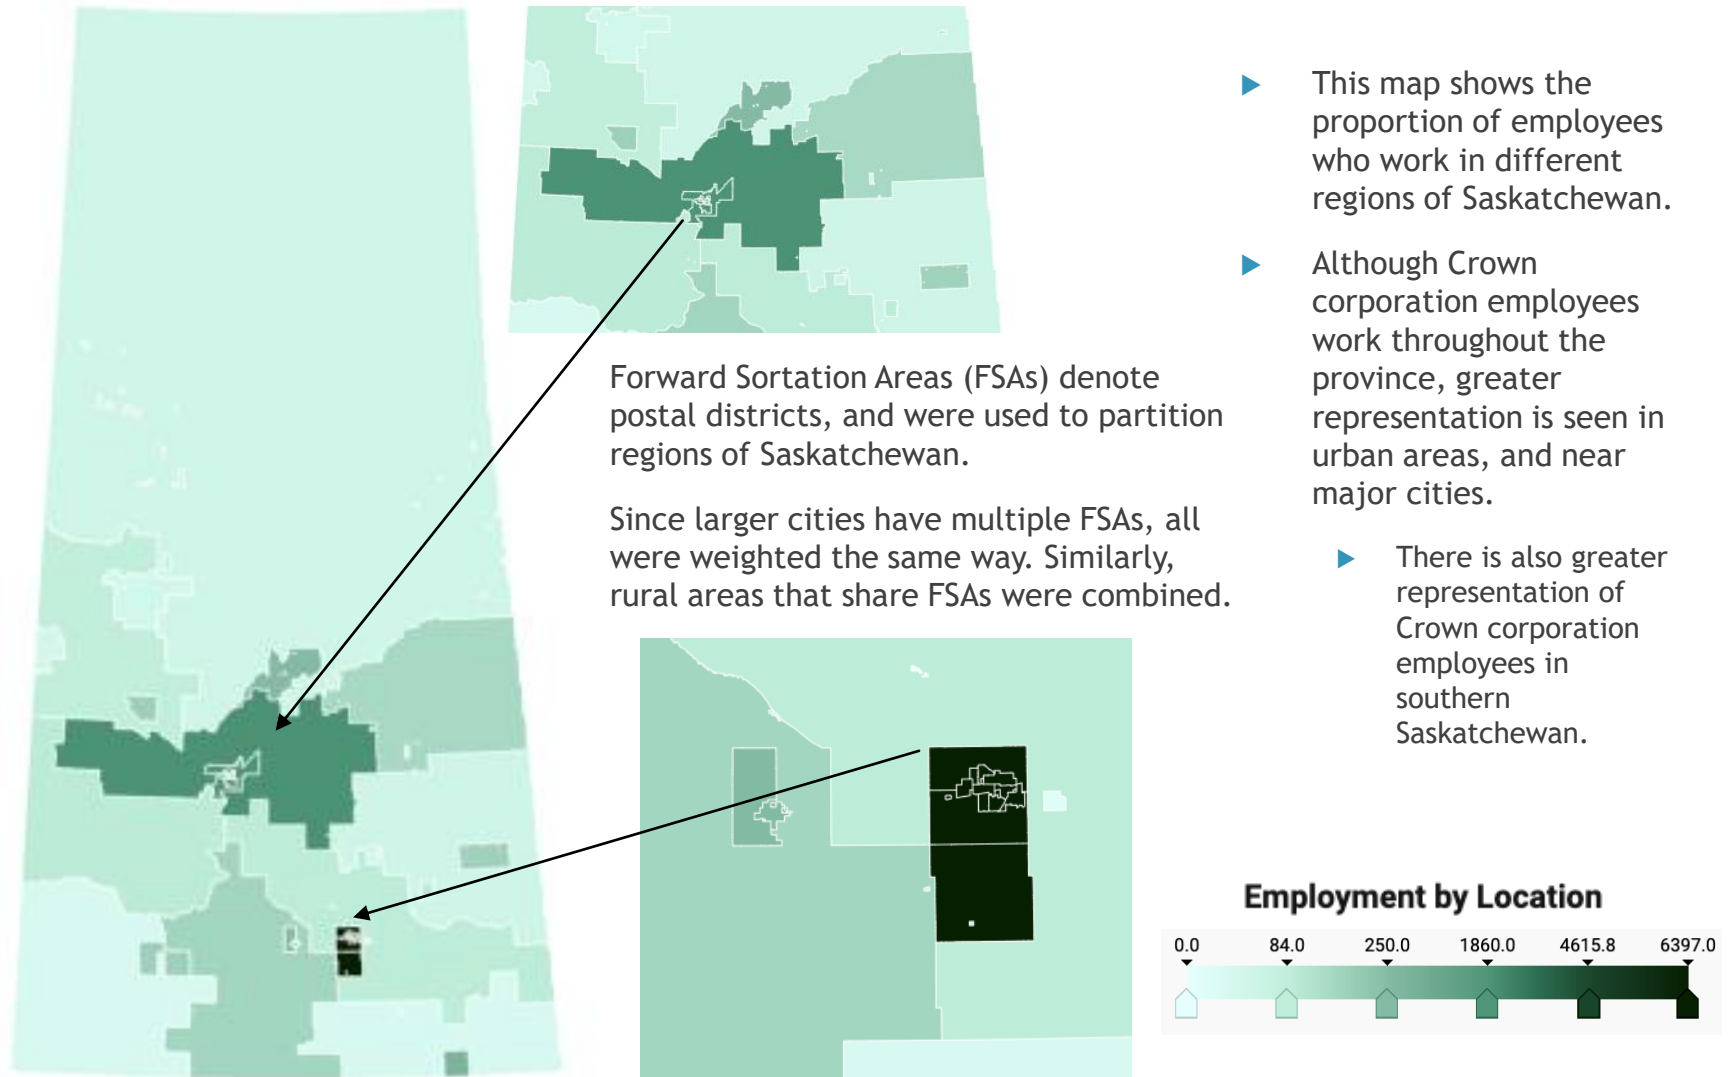 This map shows the
proportion of employees
who work in different
regions of Saskatchewan.
Although Crown
corporation employees
work throughout the
province, greater
representation is seen in
urban areas, and near
major cities.
There is also greater
representation of
Crown corporation
employees in
southern
Saskatchewan.
Forward Sortation Areas (FSAs) denote
postal districts, and were used to partition
regions of Saskatchewan.
Since larger cities have multiple FSAs, all
were weighted the same way. Similarly,
rural areas that share FSAs were combined.
Employment by Location
0.0 84.0 250.0 1860.0 4615.8 6397.0